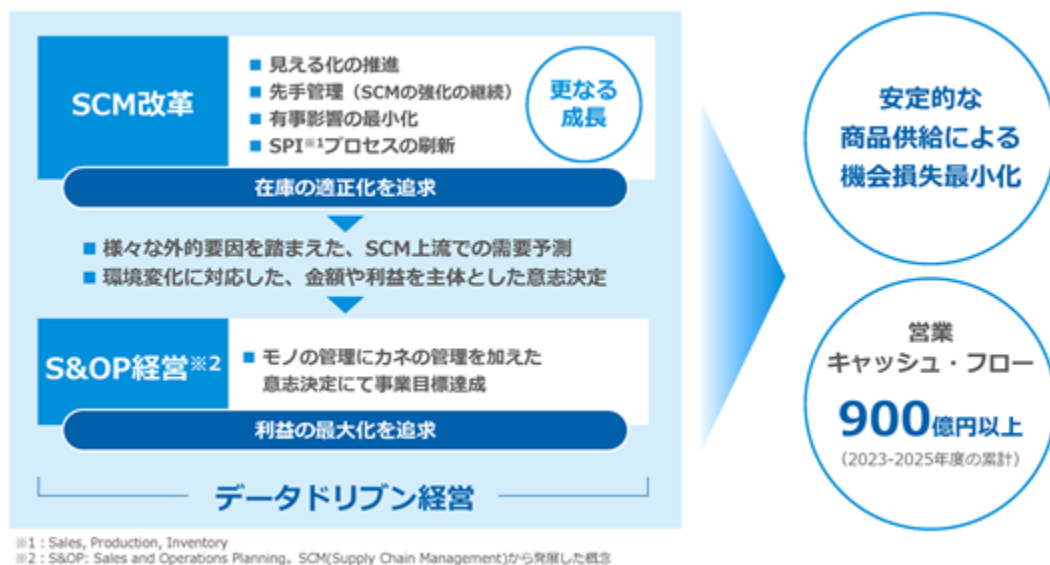 SCM改革
■ 見える化の推進
■ 先手管理（SCMの強化の継続）
■ 有事影響の最小化
■ SPI※1プロセスの刷新
更なる
成長
在庫の適正化を追求
■ 様々な外的要因を踏まえた、SCM上流での需要予測
■ 環境変化に対応した、金額や利益を主体とした意志決定
S&OP経営※2
■ モノの管理にカネの管理を加えた
意志決定にて事業目標達成
利益の最大化を追求
データドリブン経営
安定的な
商品供給による
機会損失最小化
営業
キャッシュ・フロー
900億円以上
（2023-2025年度の累計）
※1：Sales, Production, Inventory
※2：S&OP: Sales and Operations Planning。SCM(Supply Chain Management)から発展した概念